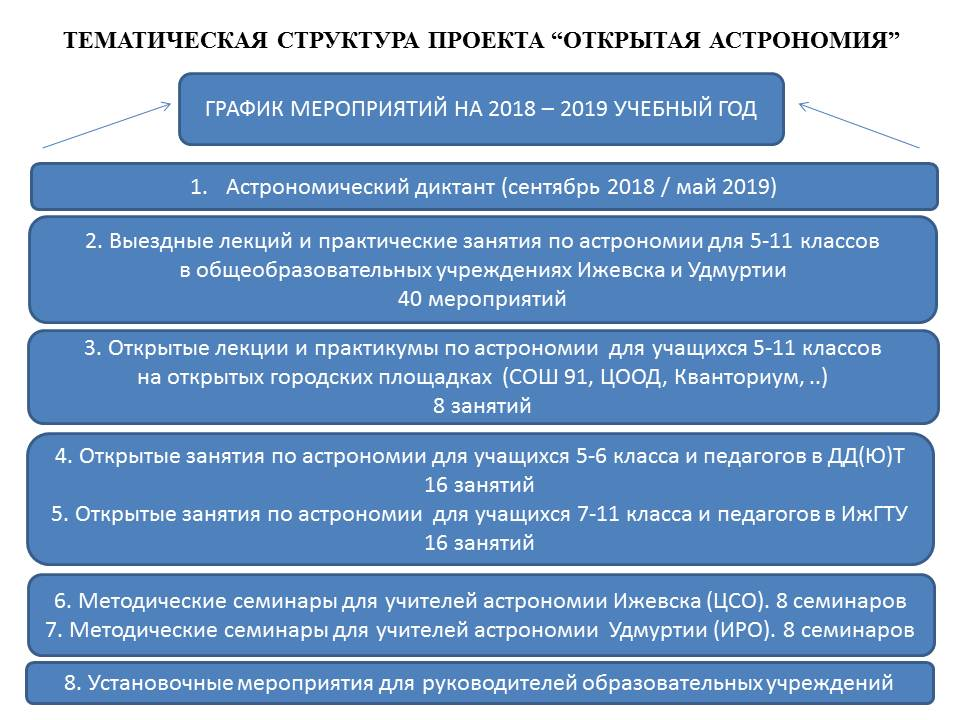 ТЕМАТИЧЕСКАЯ СТРУКТУРА ПРОЕКТА “ОТКРЫТАЯ АСТРОНОМИЯ”
ГРАФИК МЕРОПРИЯТИЙ НА 2018 – 2019 УЧЕБНЫЙ ГОД
1. Астрономический диктант (сентябрь 2018 / май 2019)
2. Выездные лекций и практические занятия по астрономии для 5-11 классов
в общеобразовательных учреждениях Ижевска и Удмуртии
40 мероприятий
3. Открытые лекции и практикумы по астрономии для учащихся 5-11 классов
на открытых городских площадках (СОШ 91, ЦООД, Кванториум, ..)
8 занятий
4. Открытые занятия по астрономии для учащихся 5-6 класса и педагогов в ДД(Ю)Т
16 занятий
5. Открытые занятия по астрономии для учащихся 7-11 класса и педагогов в ИжГТУ
16 занятий
6. Методические семинары для учителей астрономии Ижевска (ЦСО). 8 семинаров
7. Методические семинары для учителей астрономии Удмуртии (ИРО). 8 семинаров
8. Установочные мероприятия для руководителей образовательных учреждений